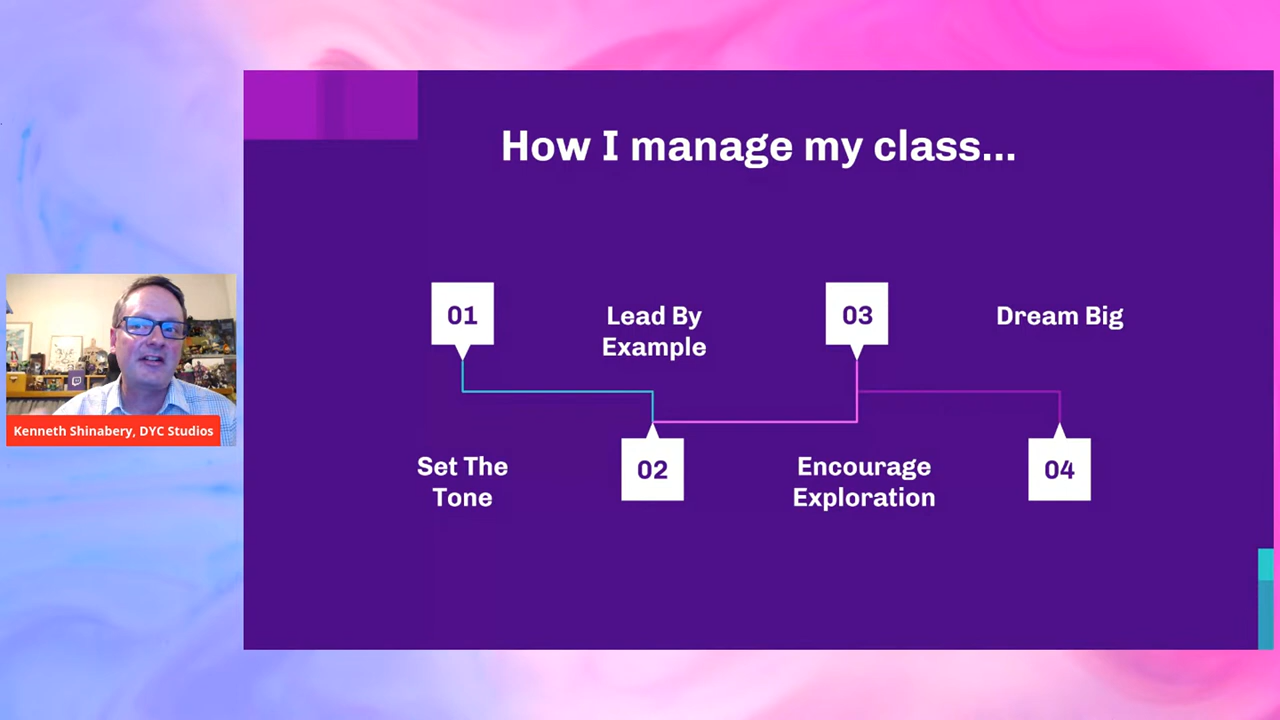 How I manage my class...
01
Set The
Tone
02
Lead By
Example
03
Encourage
Exploration
04
Dream Big
Kenneth Shinabery, DYC Studios